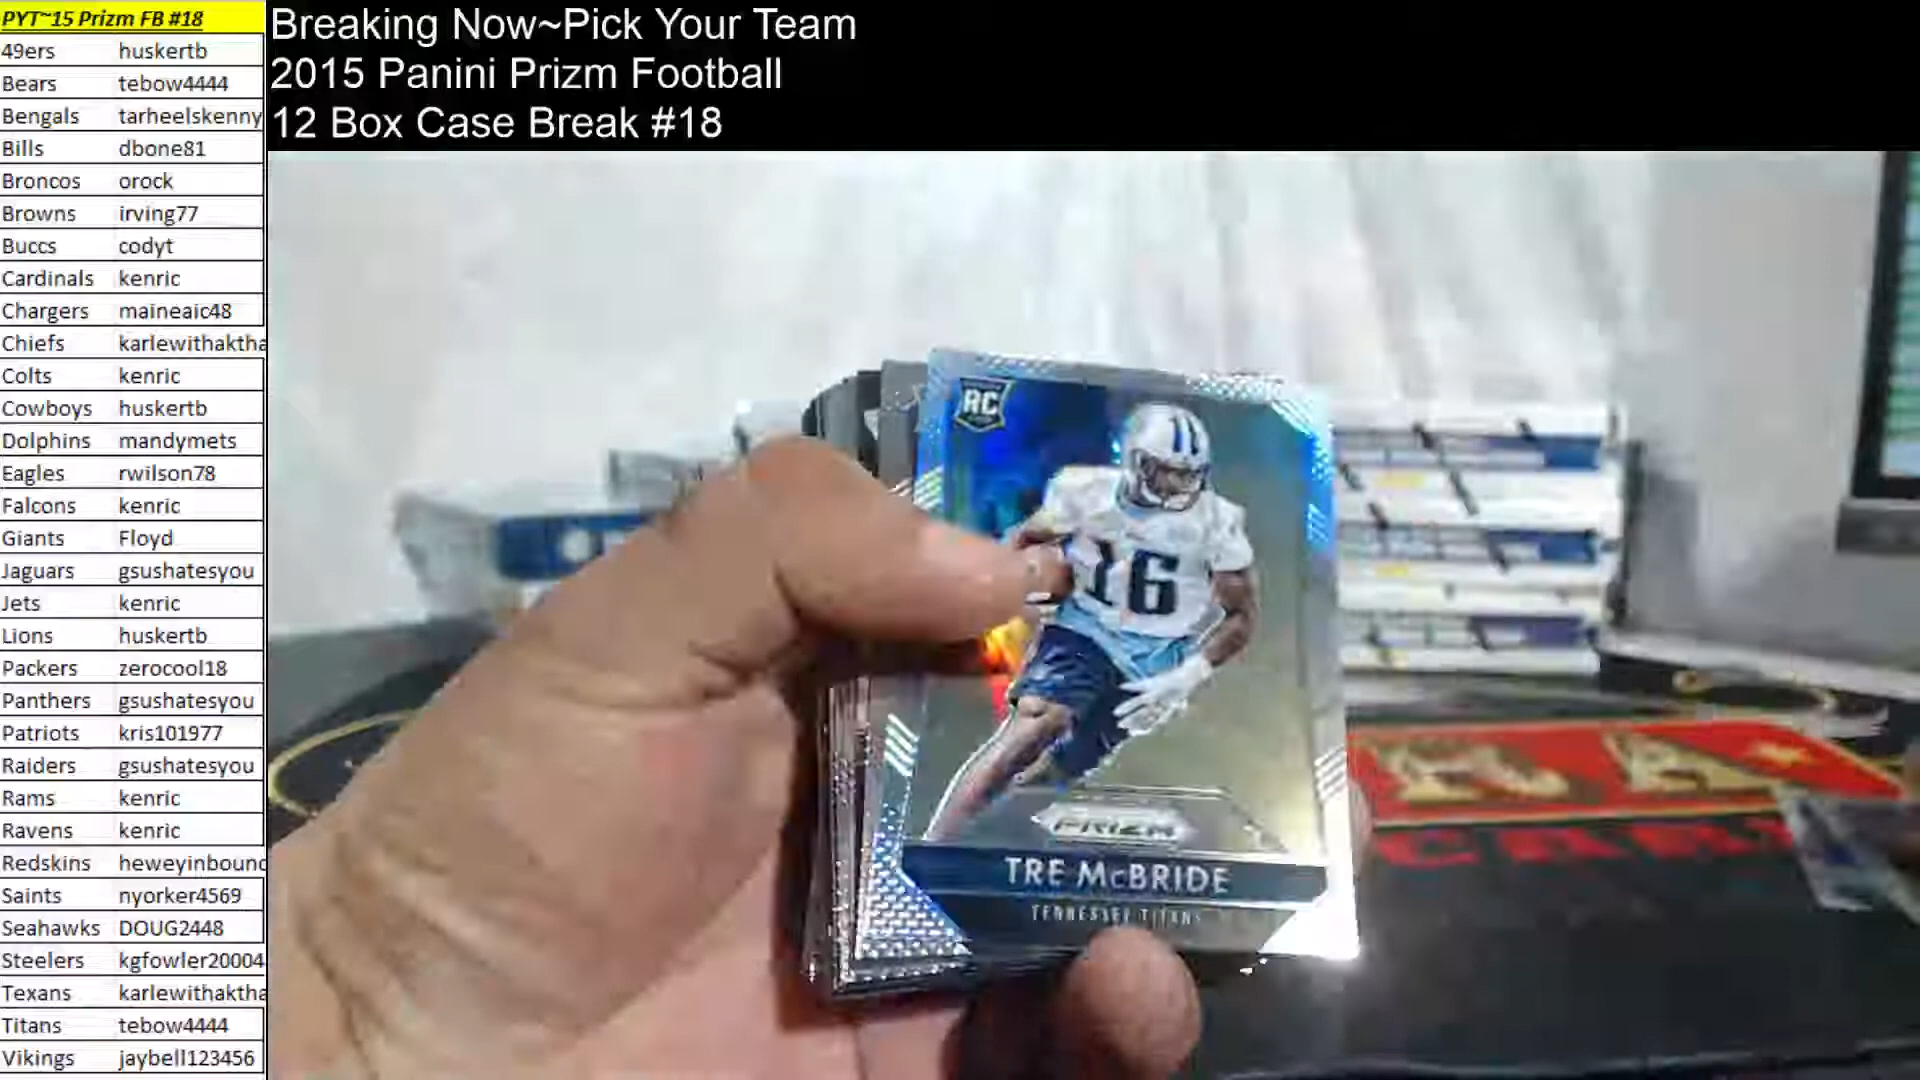 PYT~15 Prizm FB #18
49ers huskertb
Bears tebow4444
Bengals tarheelskenny
Bills dbone81
Broncos orock
Browns irving77
Buccs codyt
Cardinals kenric
Chargers maineaic48
Chiefs karlewithaktha
Colts kenric
Cowboys huskertb
Dolphins mandymets
Eagles rwilson78
Falcons kenric
Giants Floyd
Jaguars gsushatesyou
Jets kenric
Lions huskertb
Packers zerocool18
Panthers gsushatesyou
Patriots kris101977
Raiders gsushatesyou
Rams kenric
Ravens kenric
Redskins heweyinbound
Saints nyorker4569
Seahawks DOUG2448
Steelers kgfowler20004
Texans karlewithaktha
Titans tebow4444
Vikings jaybell123456
Breaking Now~Pick Your Team
2015 Panini Prizm Football
12 Box Case Break #18
RC
16
PRIZM
TRE McBRIDE
TENNESSEE TITANS